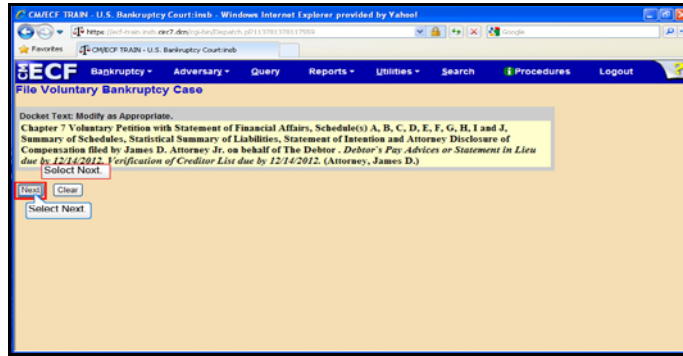 CM/ECF TRAIN - U.S. Bankruptcy Court:insb - Windows Internet Explorer provided by Yahoo!
Google
Favorites CM/ECF TRAIN - U.S. Bankruptcy Court:insb
ECF Bankruptcy Adversary Query Reports Utilities Search Procedures Logout ?
File Voluntary Bankruptcy Case
Docket Text: Modify as Appropriate.
Chapter 7 Voluntary Petition with Statement of Financial Affairs, Schedule(s) A, B, C, D, E, F, G, H, I and J,
Summary of Schedules, Statistical Summary of Liabilities, Statement of Intention and Attorney Disclosure of
Compensation filed by James D. Attorney Jr. on behalf of The Debtor . Debtor's Pay Advices or Statement in Lieu
due by 12/14/2012. Verification of Creditor List due by 12/14/2012. (Attorney, James D.)
Select Next.
Next Clear
Select Next.